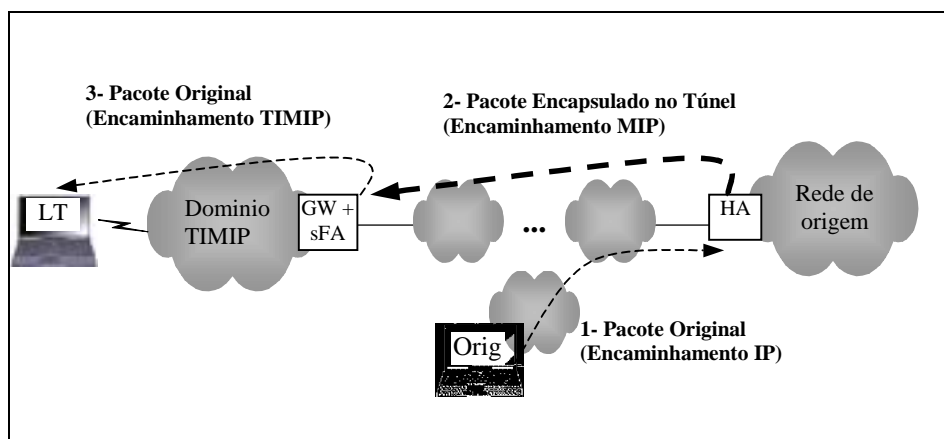 3- Pacote Original
(Encaminhamento TIMIP)
2- Pacote Encapsulado no Túnel
(Encaminhamento MIP)
LT
Dominio
TIMIP
GW +
sFA
...
HA
Rede de
origem
Orig
1- Pacote Original
(Encaminhamento IP)